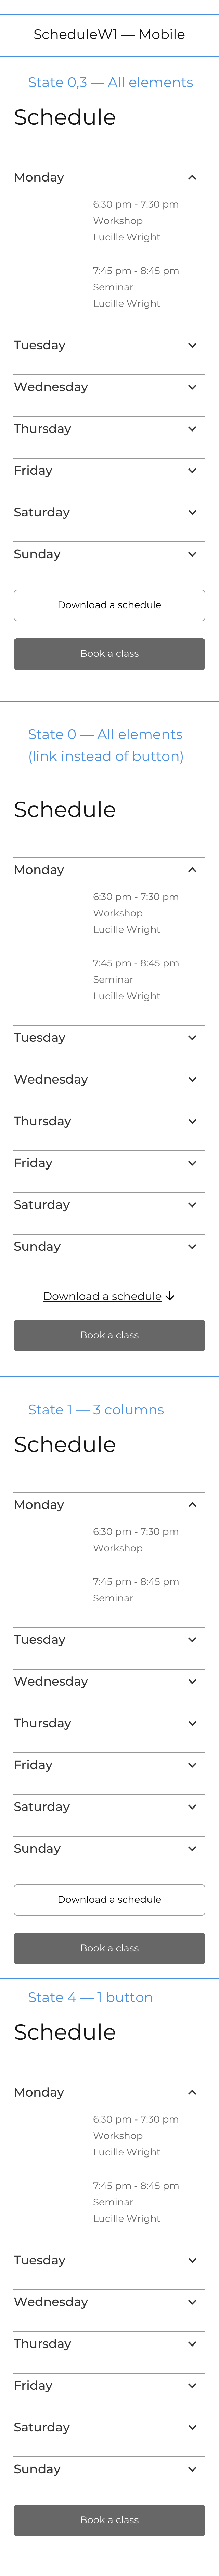 ScheduleW1 — Mobile
State 0,3 — All elements
Schedule
Monday
6:30 pm - 7:30 pm
Workshop
Lucille Wright
7:45 pm - 8:45 pm
Seminar
Lucille Wright
Tuesday
Wednesday
Thursday
Friday
Saturday
Sunday
Download a schedule
Book a class
State 0 — All elements
(link instead of button)
Schedule
Monday
6:30 pm - 7:30 pm
Workshop
Lucille Wright
7:45 pm - 8:45 pm
Seminar
Lucille Wright
Tuesday
Wednesday
Thursday
Friday
Saturday
Sunday
Download a schedule
Book a class
State 1 — 3 columns
Schedule
Monday
6:30 pm - 7:30 pm
Workshop
7:45 pm - 8:45 pm
Seminar
Tuesday
Wednesday
Thursday
Friday
Saturday
Sunday
Download a schedule
Book a class
State 4 — 1 button
Schedule
Monday
6:30 pm - 7:30 pm
Workshop
Lucille Wright
7:45 pm - 8:45 pm
Seminar
Lucille Wright
Tuesday
Wednesday
Thursday
Friday
Saturday
Sunday
Book a class